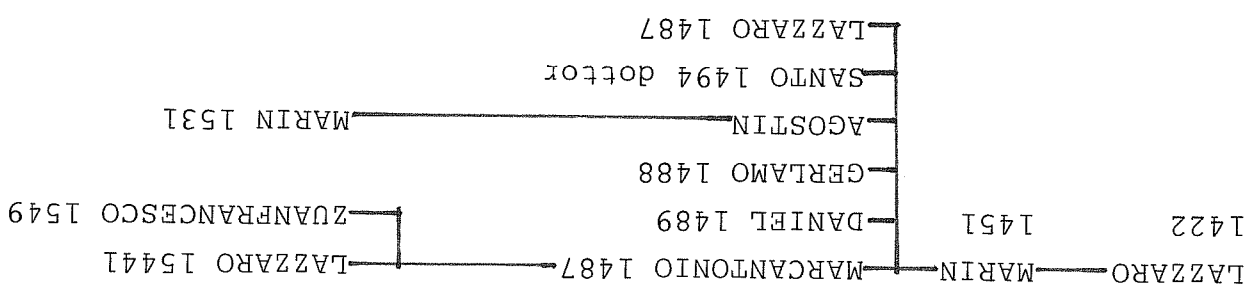 LAZZARO MARIN MARCANTONIO 1487 LAZZARO 15441
1422 1451 DANIEL 1489 ZUANFRANCESCO 1549
GERLAMO 1488
AGOSTIN MARIN 1531
SANTO 1494 dottor
LAZZARO 1487